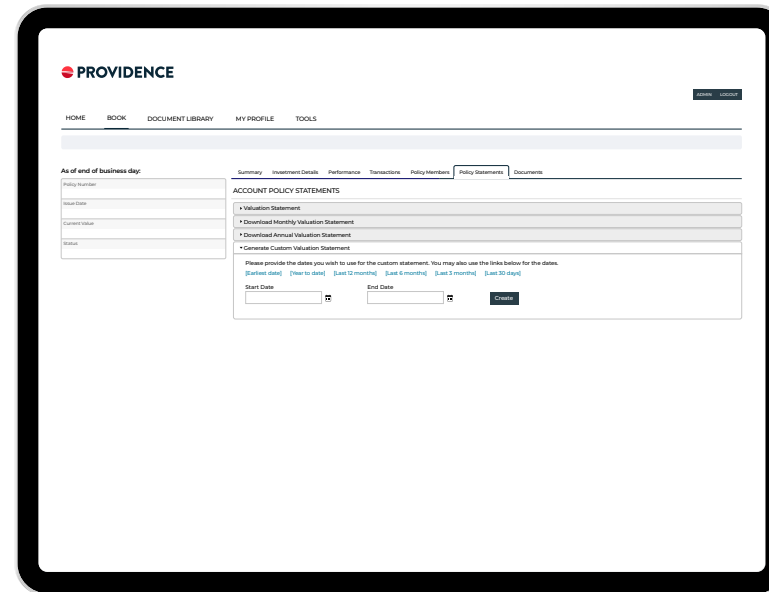 PROVIDENCE
ADMIN LOGOUT
HOME BOOK DOCUMENT LIBRARY MY PROFILE TOOLS
As of end of business day:
Policy Number
Issue Date
Current Value
Status
Summary Investment Details Performance Transactions Policy Members Policy Statements Documents
ACCOUNT POLICY STATEMENTS
Valuation Statement
Download Monthly Valuation Statement
Download Annual Valuation Statement
Generate Custom Valuation Statement
Please provide the dates you wish to use for the custom statement. You may also use the links below for the dates.
[Earliest date] [Year to date] [Last 12 months] [Last 6 months] [Last 3 months] [Last 30 days]
Start Date End Date
Create